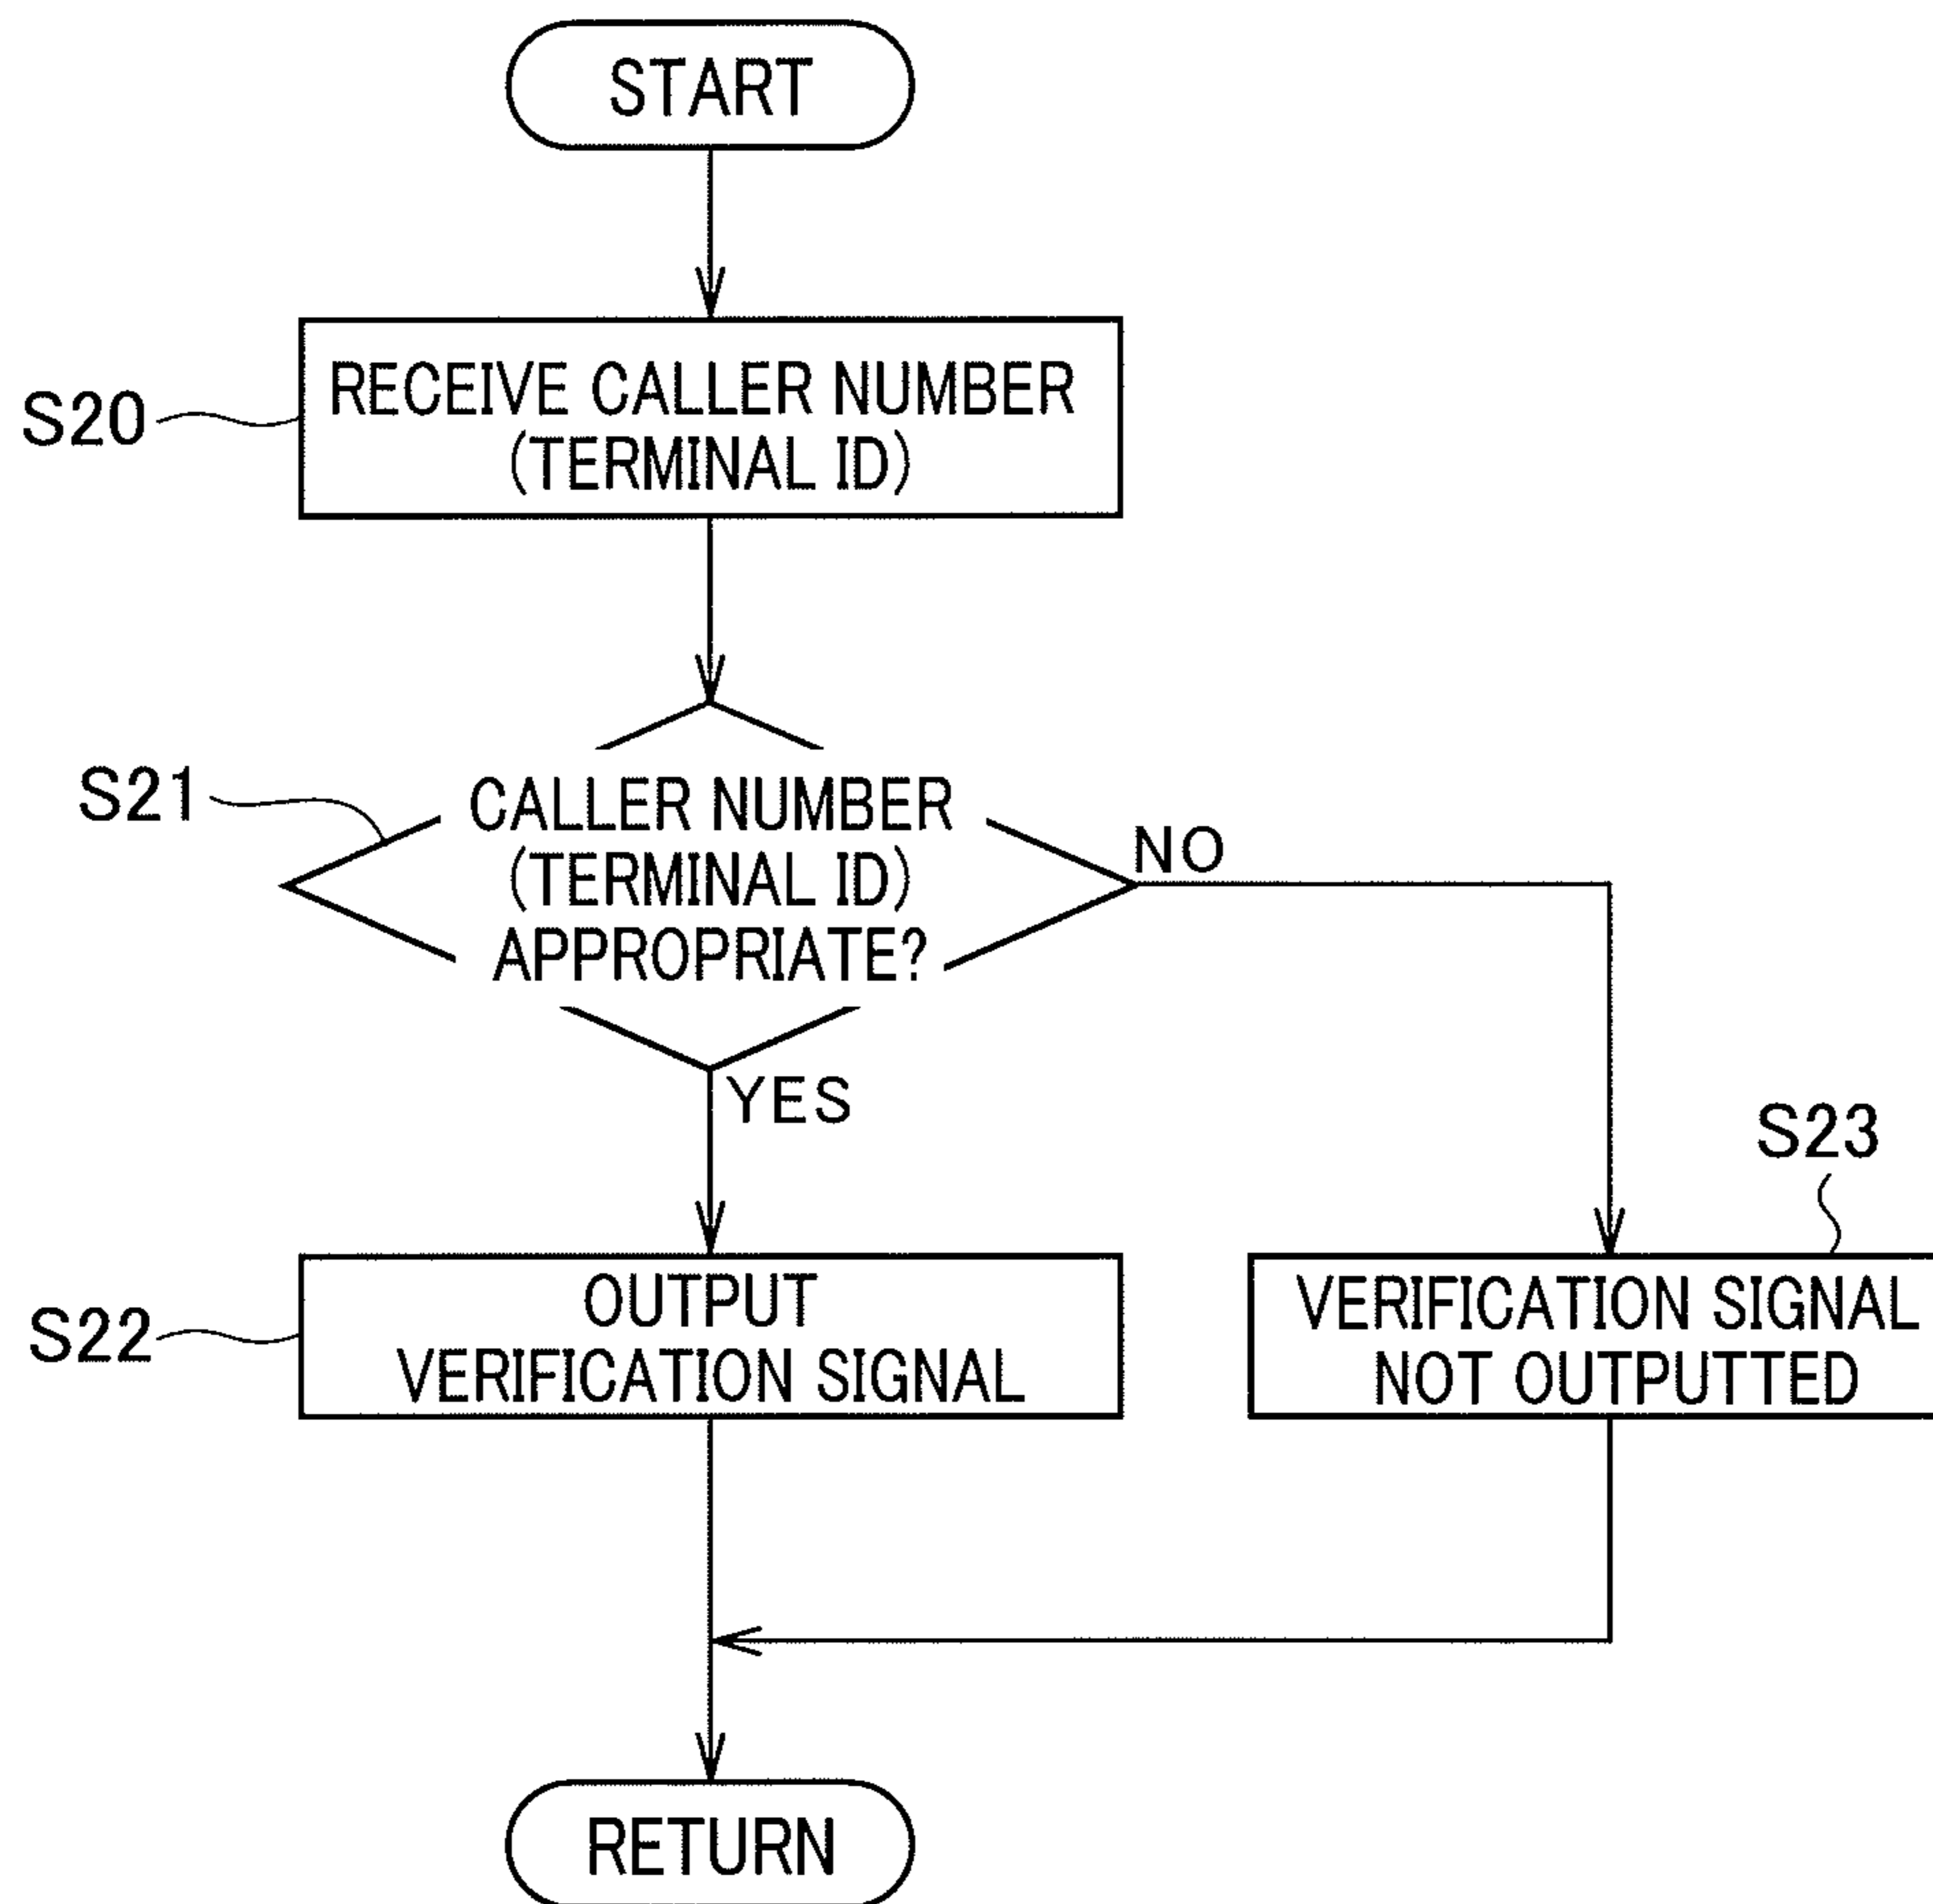 START
RECEIVE CALLER NUMBER
(TERMINAL ID)
S20
S21
CALLER NUMBER
(TERMINAL ID)
APPROPRIATE?
NO
YES
S23
OUTPUT
VERIFICATION SIGNAL
S22
VERIFICATION SIGNAL
NOT OUTPUTTED
RETURN